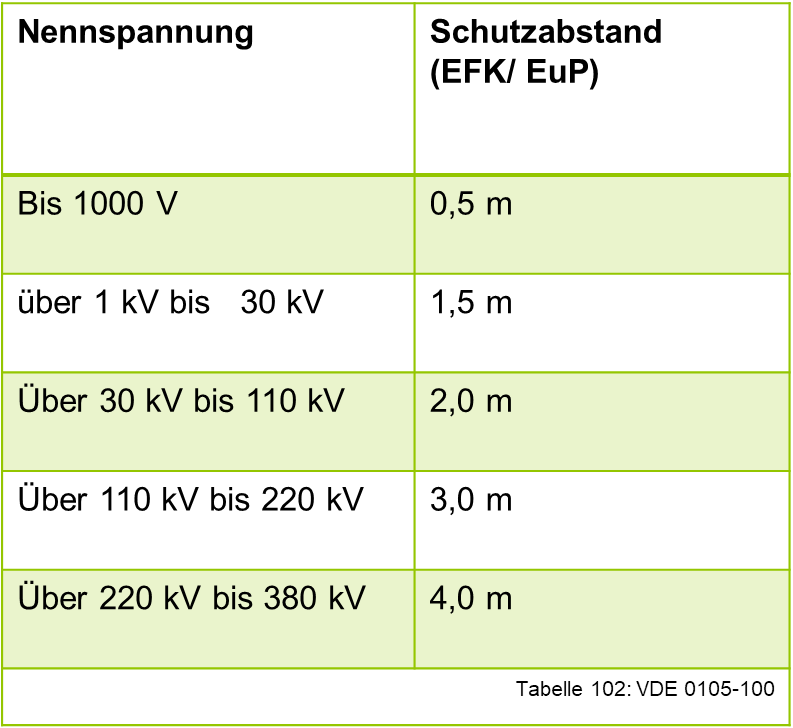 Nennspannung
Schutzabstand
(EFK/ EuP)
Bis 1000 V
0,5 m
über 1 kV bis   30 kV
1,5 m
Über 30 kV bis 110 kV
2,0 m
Über 110 kV bis 220 kV
3,0 m
Über 220 kV bis 380 kV
4,0 m
Tabelle 102: VDE 0105-100